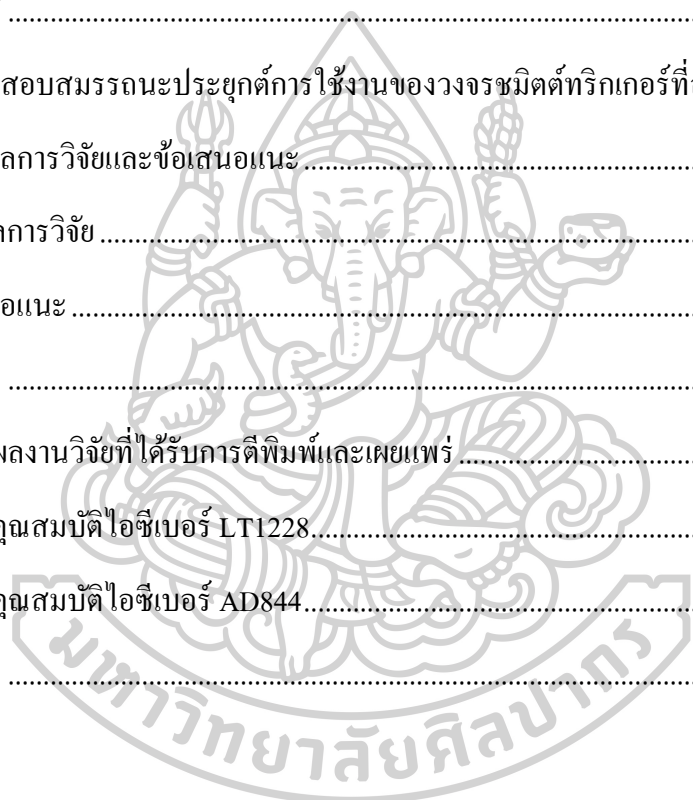 ................................................................................
สอบสมรรถนะประยุกต์การใช้งานของวงจรชมิตต์ทริกเกอร์ที่
ลการวิจัยและข้อเสนอแนะ ................................................................
การวิจัย ................................................................................
อแนะ ................................................................................
................................................................................
ผลงานวิจัยที่ได้รับการตีพิมพ์และเผยแพร่ ................................
คุณสมบัติไอซีเบอร์ LT1228................................................
คุณสมบัติไอซีเบอร์ AD844................................................
................................................................................
มหาวิทยาลัยศิลปากร